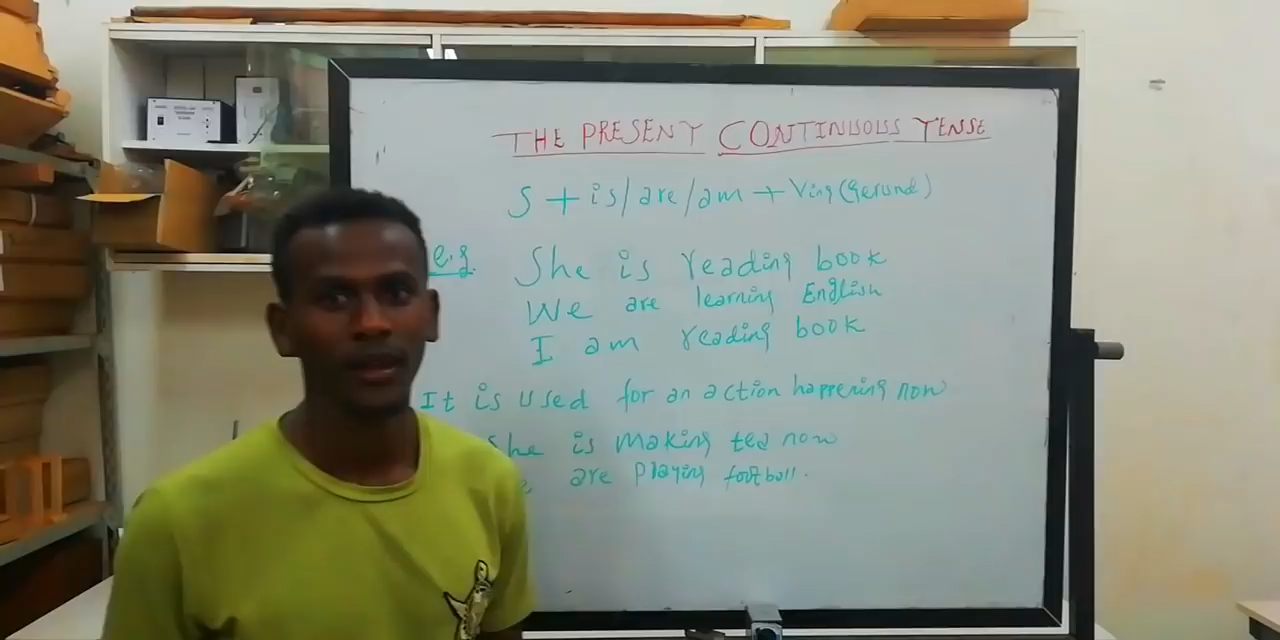 THE PRESENT CONTINUOUS TENSE
S + is/are/am + Ving (Gerund)
e.g. She is reading book
We are learning English
I am reading book
It is used for an action happening now
She is making tea now
are playing football.